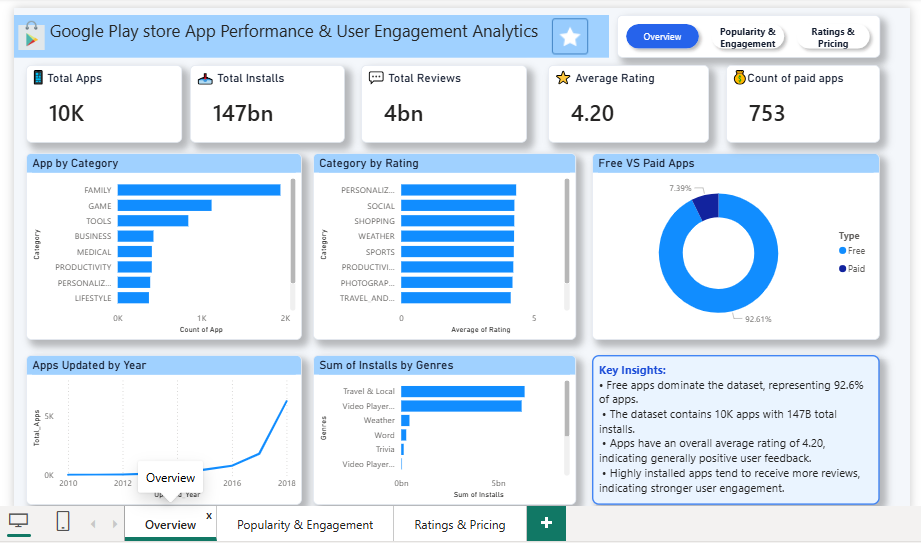 Google Play store App Performance & User Engagement Analytics
Overview
Popularity &
Engagement
Ratings &
Pricing
Total Apps
10K
Total Installs
147bn
Total Reviews
4bn
Average Rating
4.20
Count of paid apps
753
App by Category
Category
FAMILY
GAME
TOOLS
BUSINESS
MEDICAL
PRODUCTIVITY
PERSONALIZ...
LIFESTYLE
0K 1K 2K
Count of App
Category by Rating
Category
PERSONALIZ...
SOCIAL
SHOPPING
WEATHER
SPORTS
PRODUCTIVI...
PHOTOGRAP...
TRAVEL_AND...
0 5
Average of Rating
Free VS Paid Apps
7.39%
92.61%
Type
Free
Paid
Apps Updated by Year
Total_Apps
5K
0K
2010 2012 2016 2018
Year
Sum of Installs by Genres
Genres
Travel & Local
Video Player...
Weather
Word
Trivia
Video Player...
0bn 5bn
Sum of Installs
Key Insights:
• Free apps dominate the dataset, representing 92.6%
of apps.
• The dataset contains 10K apps with 147B total
installs.
• Apps have an overall average rating of 4.20,
indicating generally positive user feedback.
• Highly installed apps tend to receive more reviews,
indicating stronger user engagement.
Overview
Overview x
Popularity & Engagement
Ratings & Pricing
+